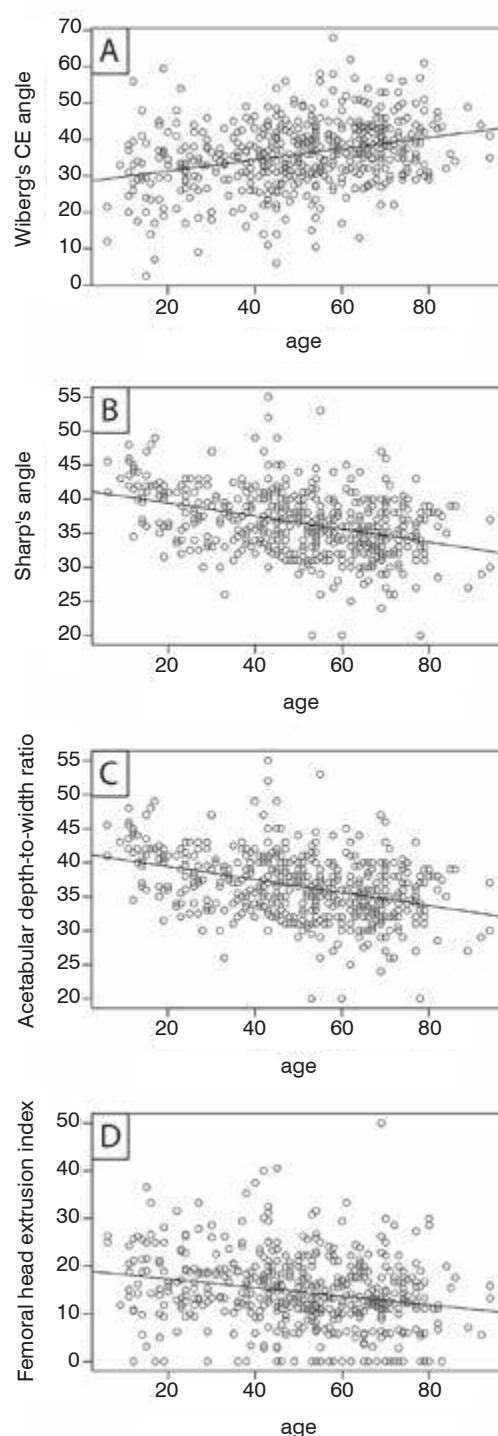 A
Wiberg's CE angle
70
60
50
40
30
20
10
0
20 40 60 80
age
B
Sharp's angle
55
50
45
40
35
30
25
20
20 40 60 80
age
C
Acetabular depth-to-width ratio
55
50
45
40
35
30
25
20
20 40 60 80
age
D
Femoral head extrusion index
50
40
30
20
10
0
20 40 60 80
age